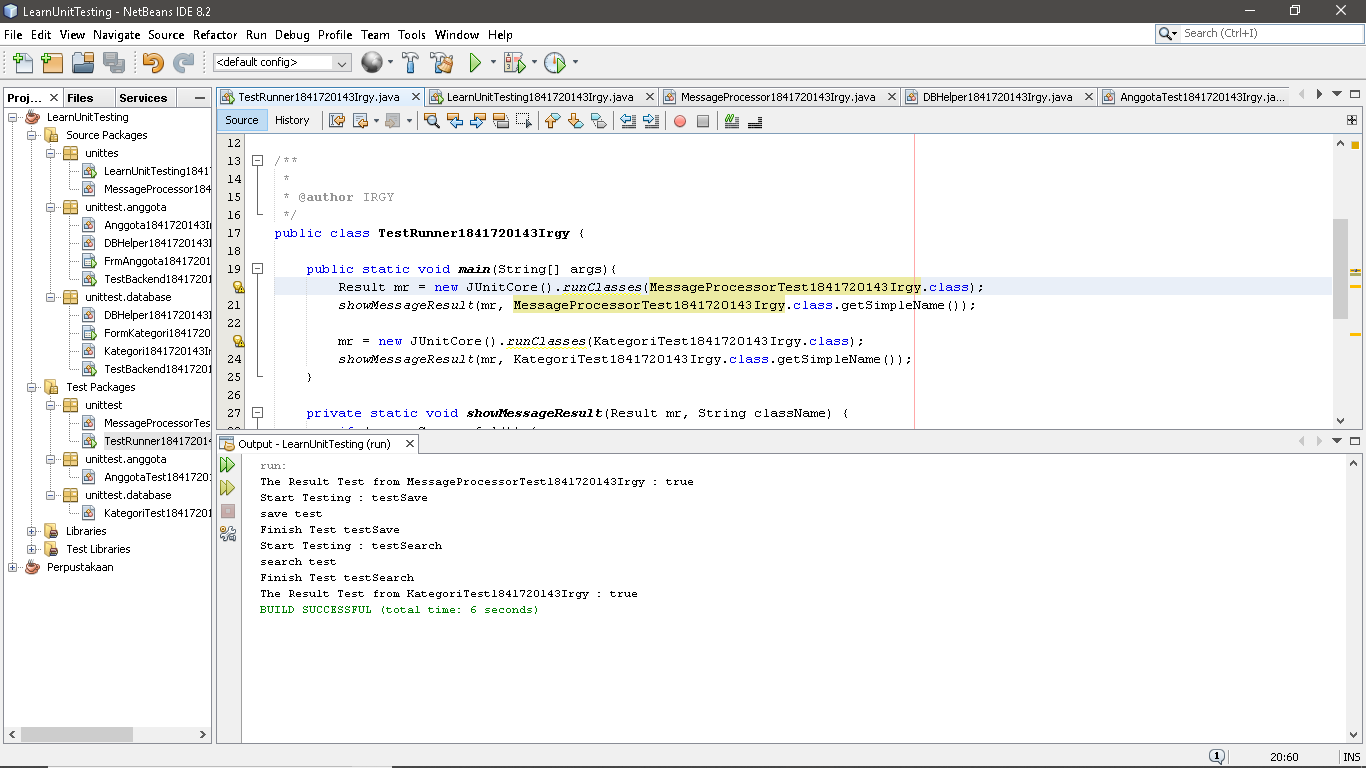 LearnUnitTesting - NetBeans IDE 8.2
File Edit View Navigate Source Refactor Run Debug Profile Team Tools Window Help
Search (Ctrl+I)
<default config>
Proj... Files Services
LearnUnitTesting
Source Packages
unittes
LearnUnitTesting1841
MessageProcessor184
unittest.anggota
Anggota1841720143I
DBHelper1841720143I
FrmAnggota1841720
TestBackend1841720
unittest.database
DBHelper1841720143I
FormKategori1841720
Kategori1841720143I
TestBackend1841720
Test Packages
unittest
MessageProcessorTes
TestRunner184172014
unittest.anggota
AnggotaTest1841720
unittest.database
KategoriTest18417201
Libraries
Test Libraries
Perpustakaan
TestRunner1841720143Irgy.java LearnUnitTesting1841720143Irgy.java MessageProcessor1841720143Irgy.java DBHelper1841720143Irgy.java AnggotaTest1841720143Irgy.ja...
Source History
12
13 /**
14 *
15 * @author IRGY
16 */
17 public class TestRunner1841720143Irgy {
18
19 public static void main(String[] args){
Result mr = new JUnitCore().runClasses(MessageProcessorTest1841720143Irgy.class);
21 showMessageResult(mr, MessageProcessorTest1841720143Irgy.class.getSimpleName());
22
mr = new JUnitCore().runClasses(KategoriTest1841720143Irgy.class);
24 showMessageResult(mr, KategoriTest1841720143Irgy.class.getSimpleName());
25 }
26
27 private static void showMessageResult(Result mr, String className) {
Output - LearnUnitTesting (run)
run:
The Result Test from MessageProcessorTest1841720143Irgy : true
Start Testing : testSave
save test
Finish Test testSave
Start Testing : testSearch
search test
Finish Test testSearch
The Result Test from KategoriTest1841720143Irgy : true
BUILD SUCCESSFUL (total time: 6 seconds)
1 20:60 INS